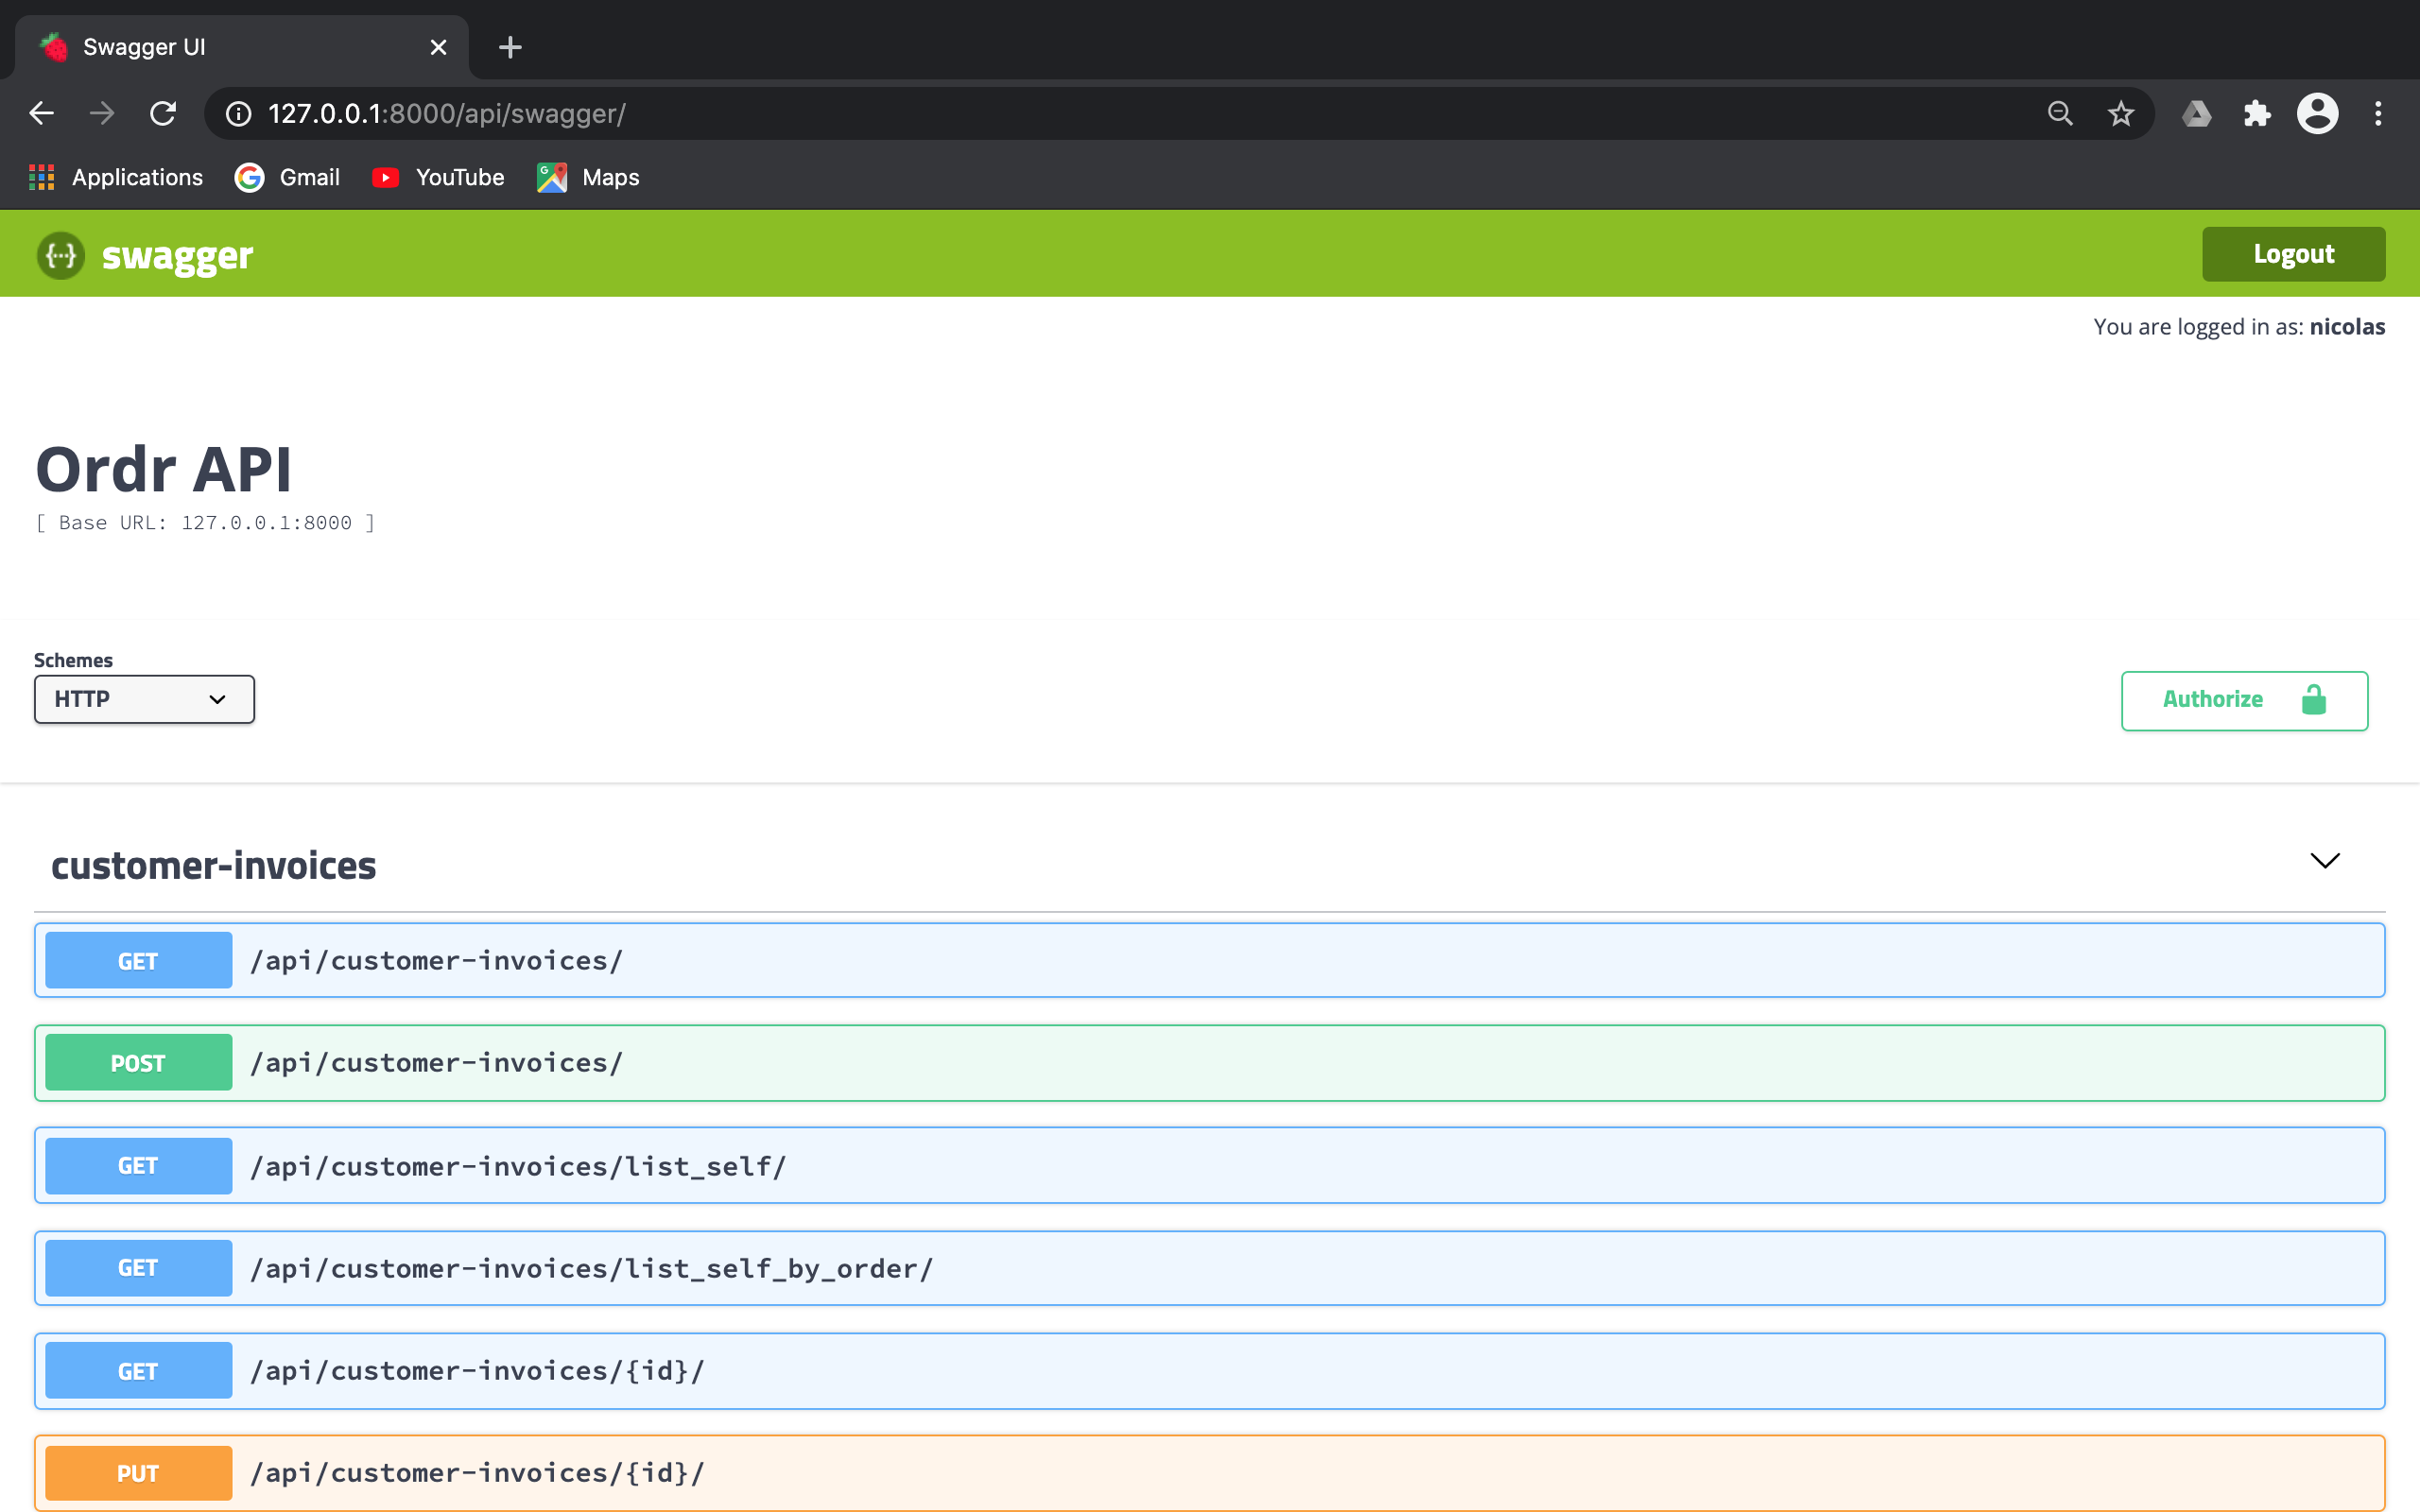 Swagger UI
127.0.0.1:8000/api/swagger/
Applications Gmail YouTube Maps
{···} swagger Logout
You are logged in as: nicolas
Ordr API
[ Base URL: 127.0.0.1:8000 ]
Schemes
HTTP Authorize
customer-invoices
GET /api/customer-invoices/
POST /api/customer-invoices/
GET /api/customer-invoices/list_self/
GET /api/customer-invoices/list_self_by_order/
GET /api/customer-invoices/{id}/
PUT /api/customer-invoices/{id}/